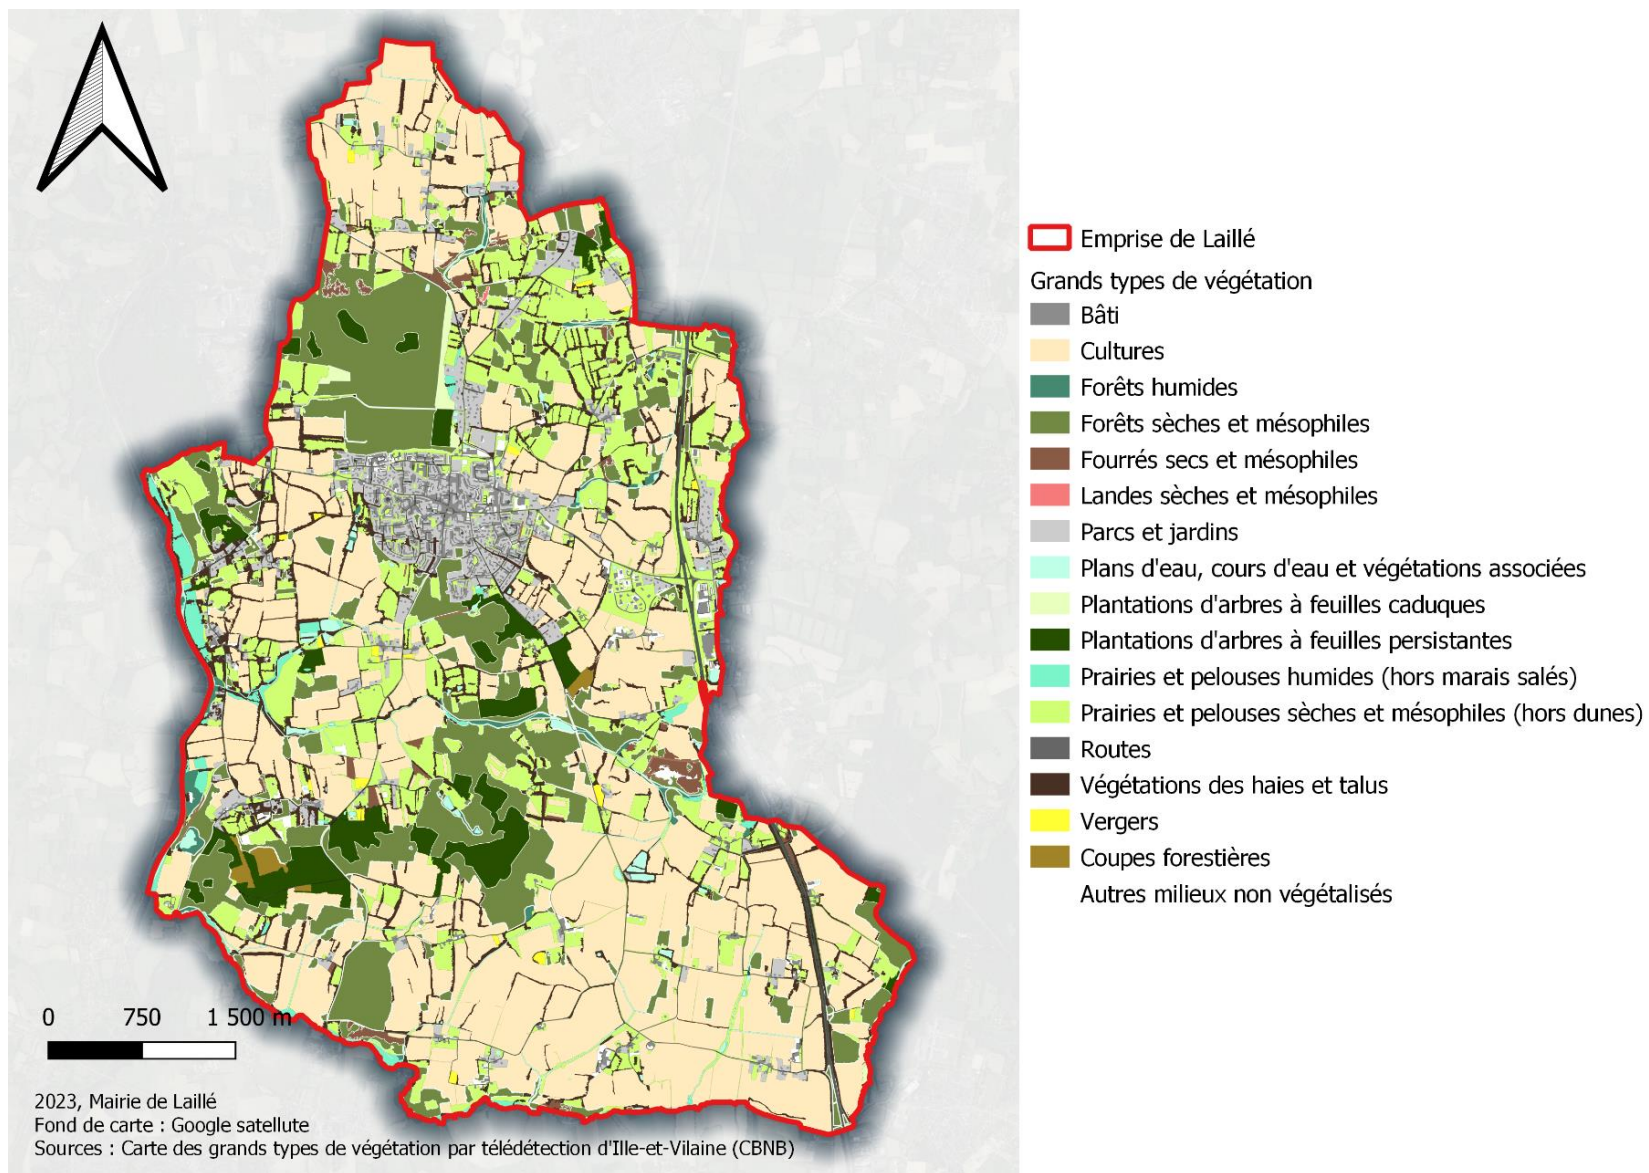 Emprise de Laillé
Grands types de végétation
Bâti
Cultures
Forêts humides
Forêts sèches et mésophiles
Fourrés secs et mésophiles
Landes sèches et mésophiles
Parcs et jardins
Plans d'eau, cours d'eau et végétations associées
Plantations d'arbres à feuilles caduques
Plantations d'arbres à feuilles persistantes
Prairies et pelouses humides (hors marais salés)
Prairies et pelouses sèches et mésophiles (hors dunes)
Routes
Végétations des haies et talus
Vergers
Coupes forestières
Autres milieux non végétalisés
0 750 1 500 m
2023, Mairie de Laillé
Fond de carte : Google satellute
Sources : Carte des grands types de végétation par télédétection d'Ille-et-Vilaine (CBNB)